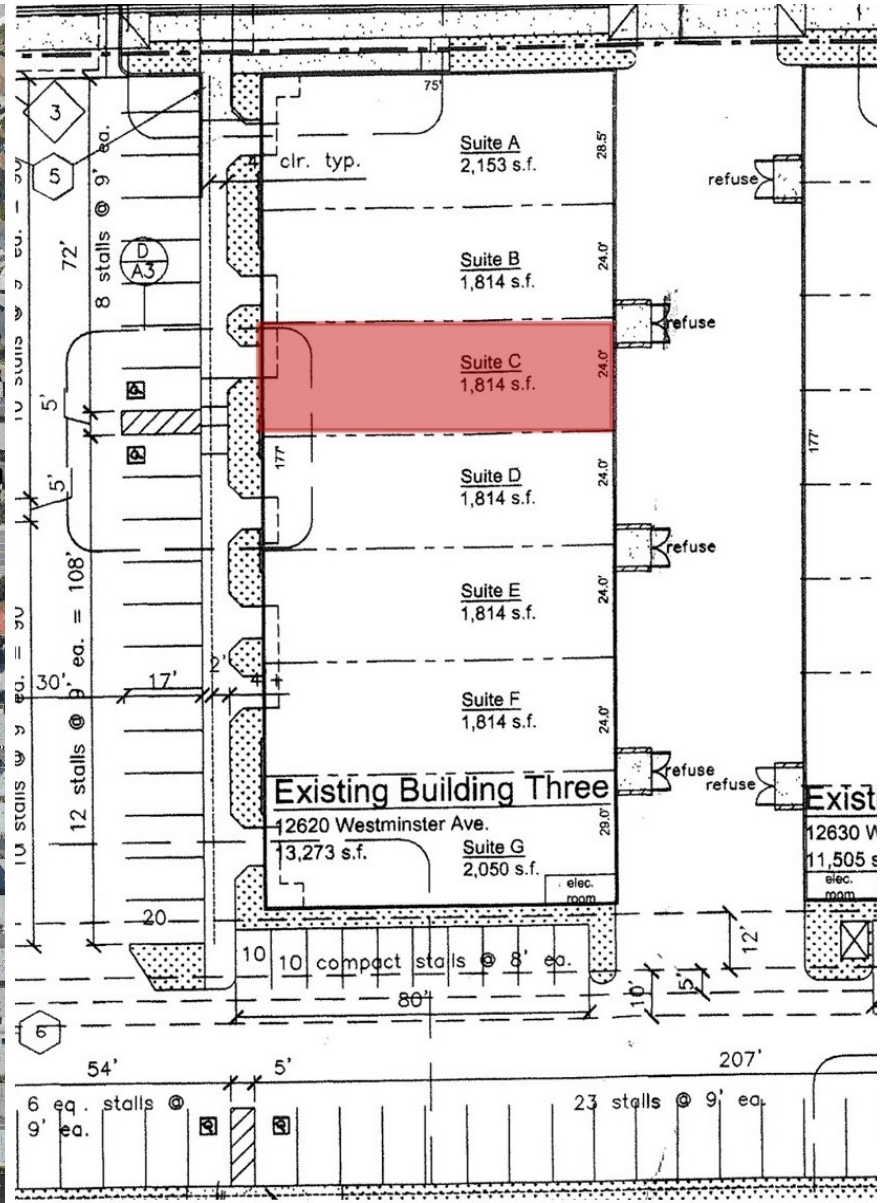 75'
3
5
4' clr. typ.
Suite A
2,153 s.f.
28.5'
refuse
8 stalls @ 9' ea.
72'
D
A3
Suite B
1,814 s.f.
24.0'
refuse
Suite C
1,814 s.f.
24.0'
5'
5'
177'
177'
Suite D
1,814 s.f.
24.0'
refuse
12 stalls @ 9' ea. = 108'
Suite E
1,814 s.f.
24.0'
30'
17'
2'
Suite F
1,814 s.f.
24.0'
refuse
refuse
Existing Building Three
12620 Westminster Ave.
13,273 s.f.
Suite G
2,050 s.f.
29.0'
elec.
room
Exist
12630 W
11,505 s
elec.
room
20
10
10 compact stalls @ 8' ea.
80'
12'
10'
5'
6
54'
5'
207'
6 eq. stalls @
9' ea.
23 stalls @ 9' ea.